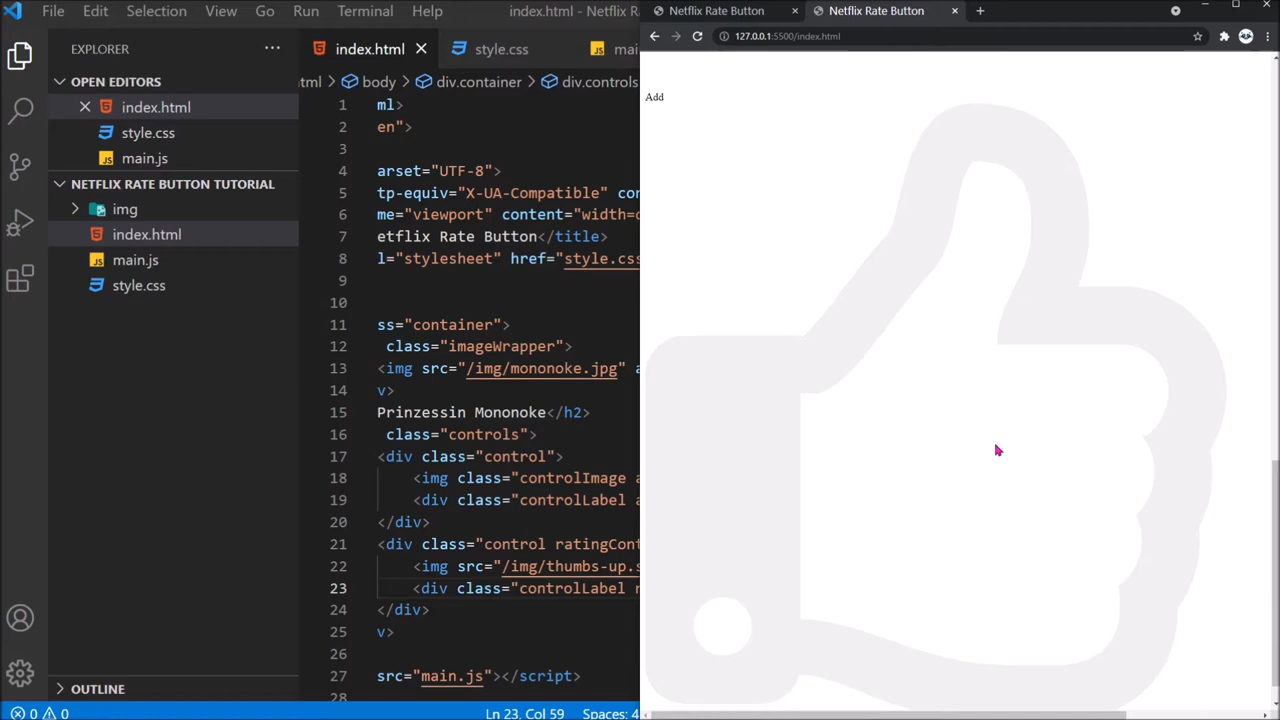 File Edit Selection View Go Run Terminal Help index.html - Netflix R
EXPLORER
OPEN EDITORS
index.html
style.css
main.js
NETFLIX RATE BUTTON TUTORIAL
img
index.html
main.js
style.css
OUTLINE
0 0
index.html style.css mai
tml > body > div.container > div.controls
1 ml>
2 en">
3
4 arset="UTF-8">
5 tp-equiv="X-UA-Compatible" con
6 me="viewport" content="width=d
7 etflix Rate Button</title>
8 l="stylesheet" href="style.css
9
10
11 ss="container">
12 class="imageWrapper">
13 <img src="/img/mononoke.jpg" a
14 v>
15 Prinzessin Mononoke</h2>
16 class="controls">
17 <div class="control">
18 <img class="controlImage a
19 <div class="controlLabel a
20 </div>
21 <div class="control ratingCont
22 <img src="/img/thumbs-up.s
23 <div class="controlLabel r
24 </div>
25 v>
26
27 src="main.js"></script>
28
Ln 23, Col 59 Spaces: 4
Netflix Rate Button Netflix Rate Button
127.0.0.1:5500/index.html
Add